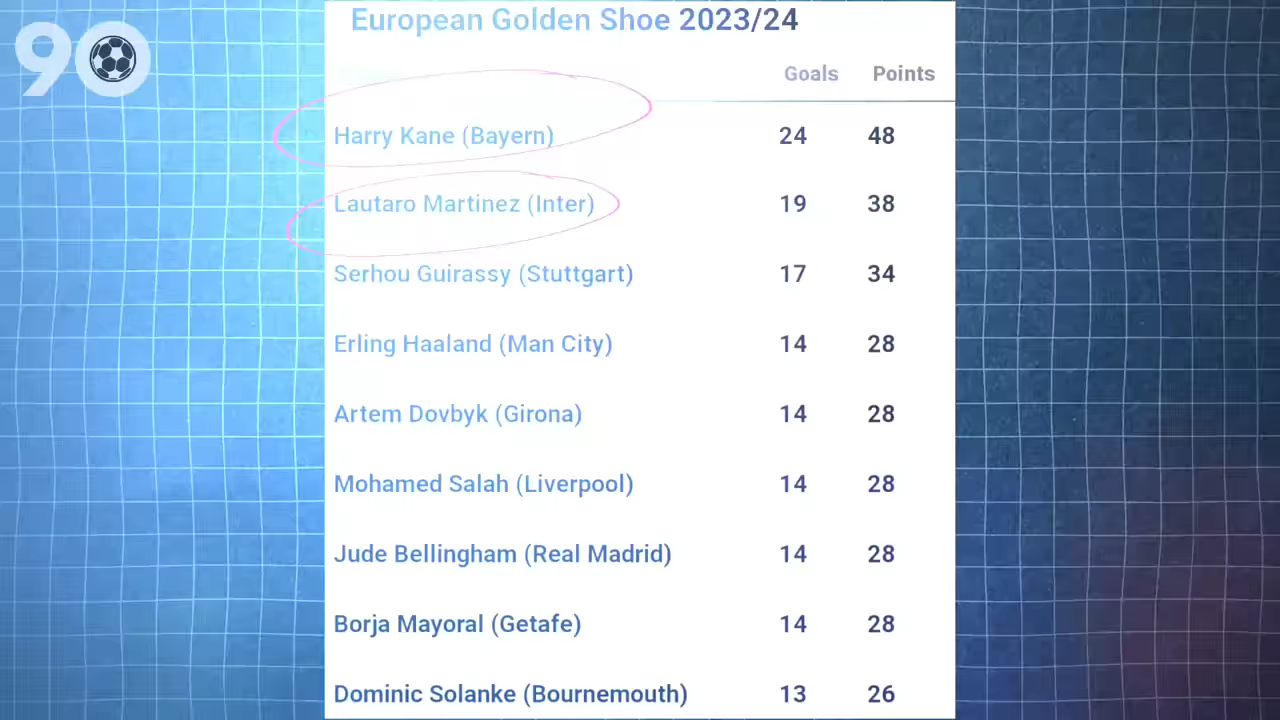 90
European Golden Shoe 2023/24
Goals Points
Harry Kane (Bayern) 24 48
Lautaro Martinez (Inter) 19 38
Serhou Guirassy (Stuttgart) 17 34
Erling Haaland (Man City) 14 28
Artem Dovbyk (Girona) 14 28
Mohamed Salah (Liverpool) 14 28
Jude Bellingham (Real Madrid) 14 28
Borja Mayoral (Getafe) 14 28
Dominic Solanke (Bournemouth) 13 26